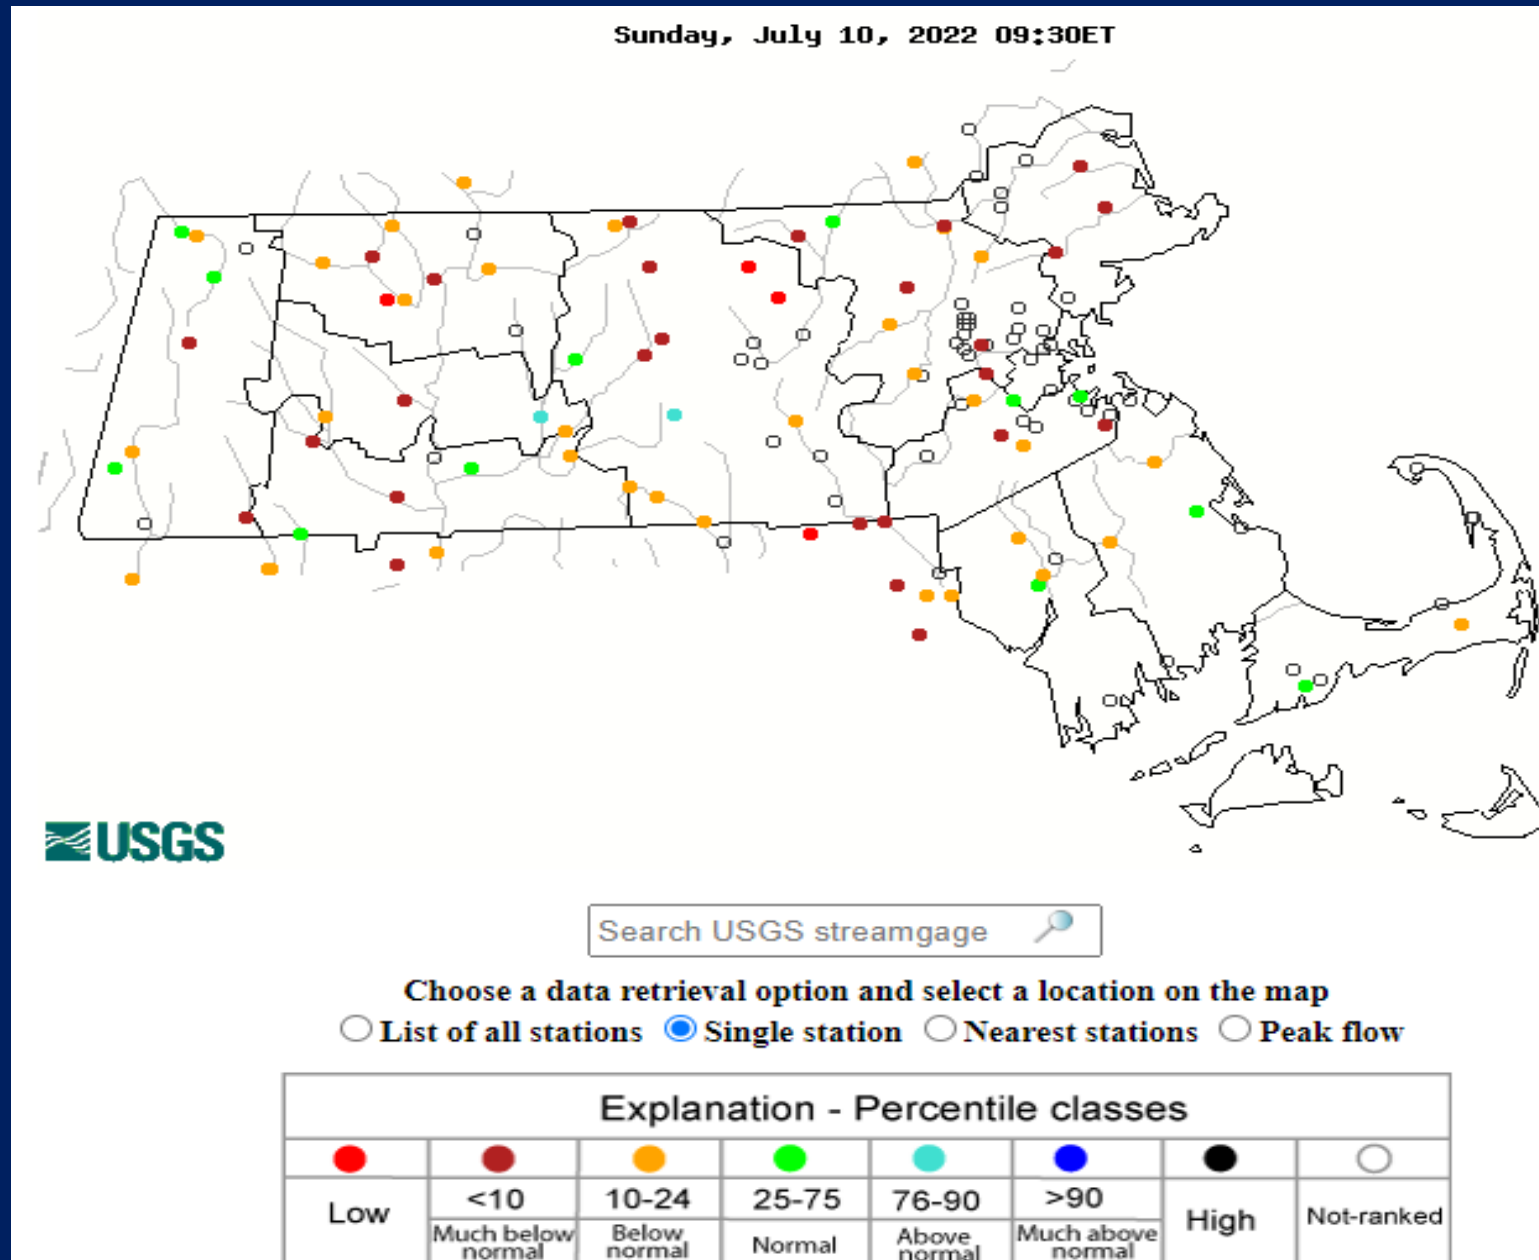 Sunday, July 10, 2022 09:30ET
USGS
Search USGS streamgage
Choose a data retrieval option and select a location on the map
List of all stations Single station Nearest stations Peak flow
Explanation - Percentile classes
Low
<10
10-24
25-75
76-90
>90
High
Not-ranked
Much below
normal
Below
normal
Normal
Above
normal
Much above
normal